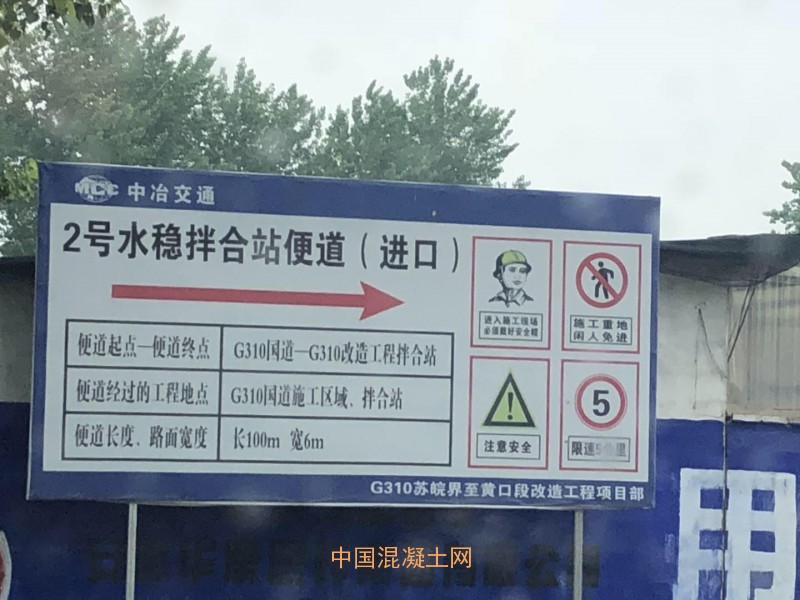 MCC 中冶交通
2号水稳拌合站便道（进口）
便道起点—便道终点 G310国道—G310改造工程拌合站
便道经过的工程地点 G310国道施工区域、拌合站
便道长度、路面宽度 长100m 宽6m
进入施工现场
必须戴好安全帽
施工重地
闲人免进
注意安全
5
限速5公里
G310苏皖界至黄口段改造工程项目部
用
中国混凝土网